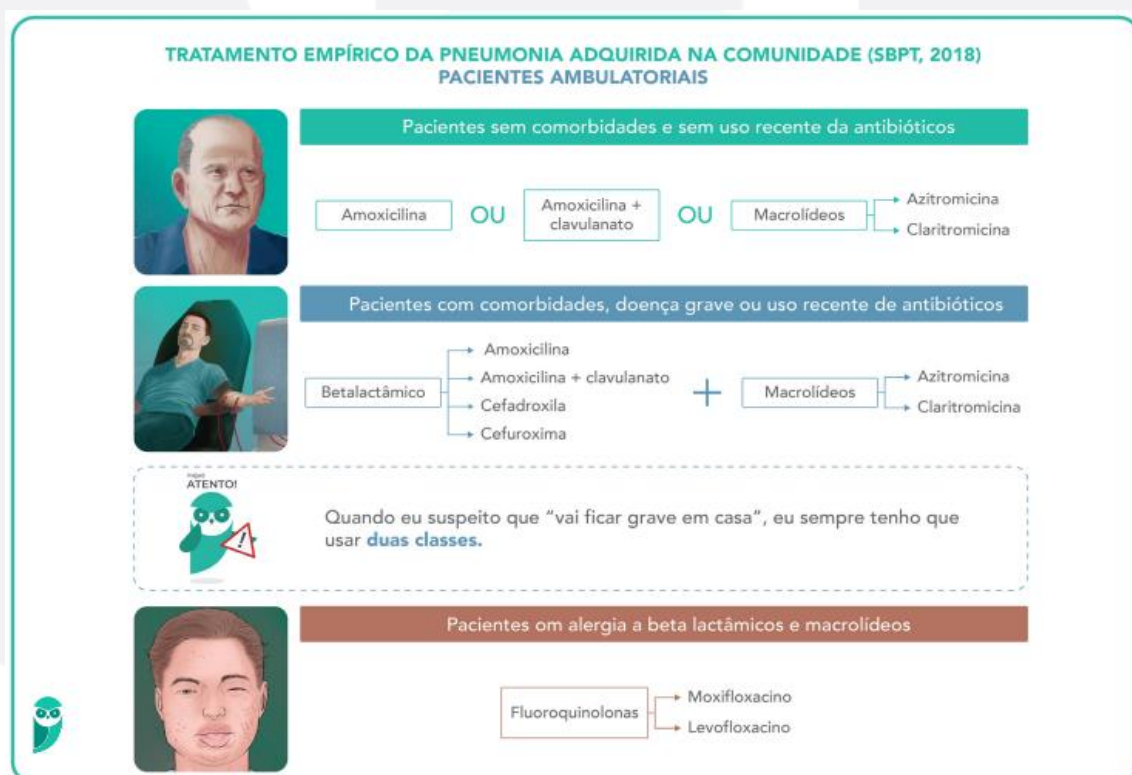 TRATAMENTO EMPÍRICO DA PNEUMONIA ADQUIRIDA NA COMUNIDADE (SBPT, 2018)
PACIENTES AMBULATORIAIS
Pacientes sem comorbidades e sem uso recente da antibióticos
Amoxicilina
OU
Amoxicilina +
clavulanato
OU
Macrolídeos
Azitromicina
Claritromicina
Pacientes com comorbidades, doença grave ou uso recente de antibióticos
Betalactâmico
Amoxicilina
Amoxicilina + clavulanato
Cefadroxila
Cefuroxima
+
Macrolídeos
Azitromicina
Claritromicina
ATENTO!
Quando eu suspeito que “vai ficar grave em casa”, eu sempre tenho que
usar duas classes.
Pacientes om alergia a beta lactâmicos e macrolídeos
Fluoroquinolonas
Moxifloxacino
Levofloxacino